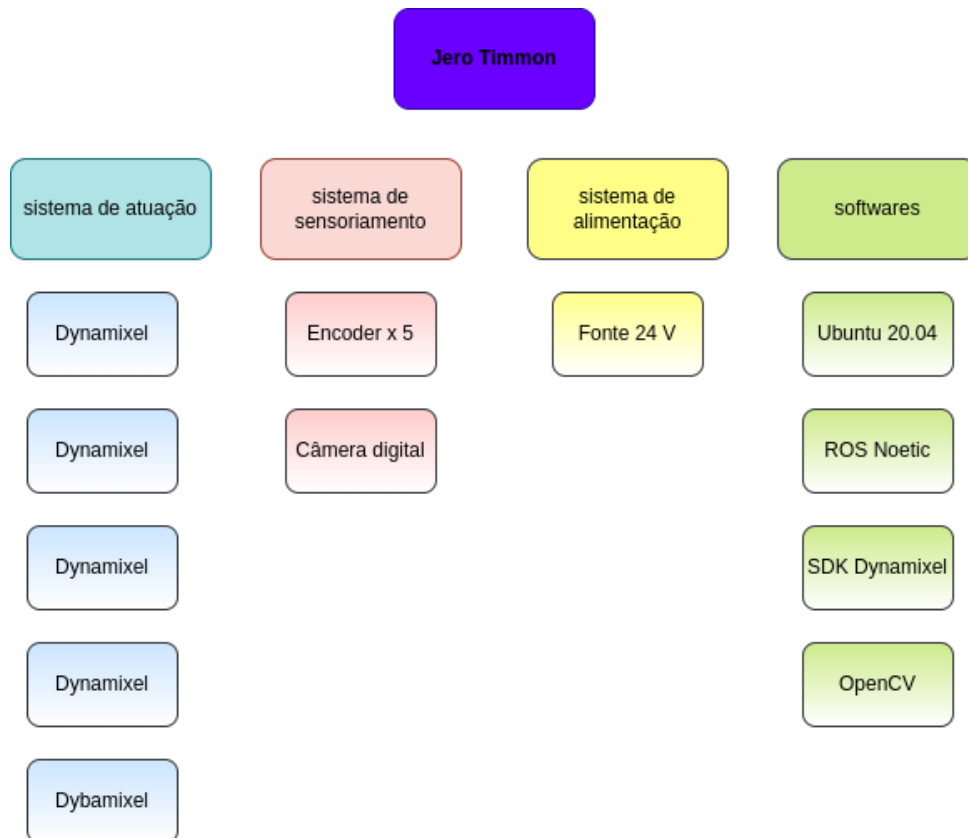 Jero Timmon
sistema de atuação
sistema de
sensoriamento
sistema de
alimentação
softwares
Dynamixel
Encoder x 5
Fonte 24 V
Ubuntu 20.04
Dynamixel
Câmera digital
ROS Noetic
Dynamixel
SDK Dynamixel
Dynamixel
OpenCV
Dybamixel